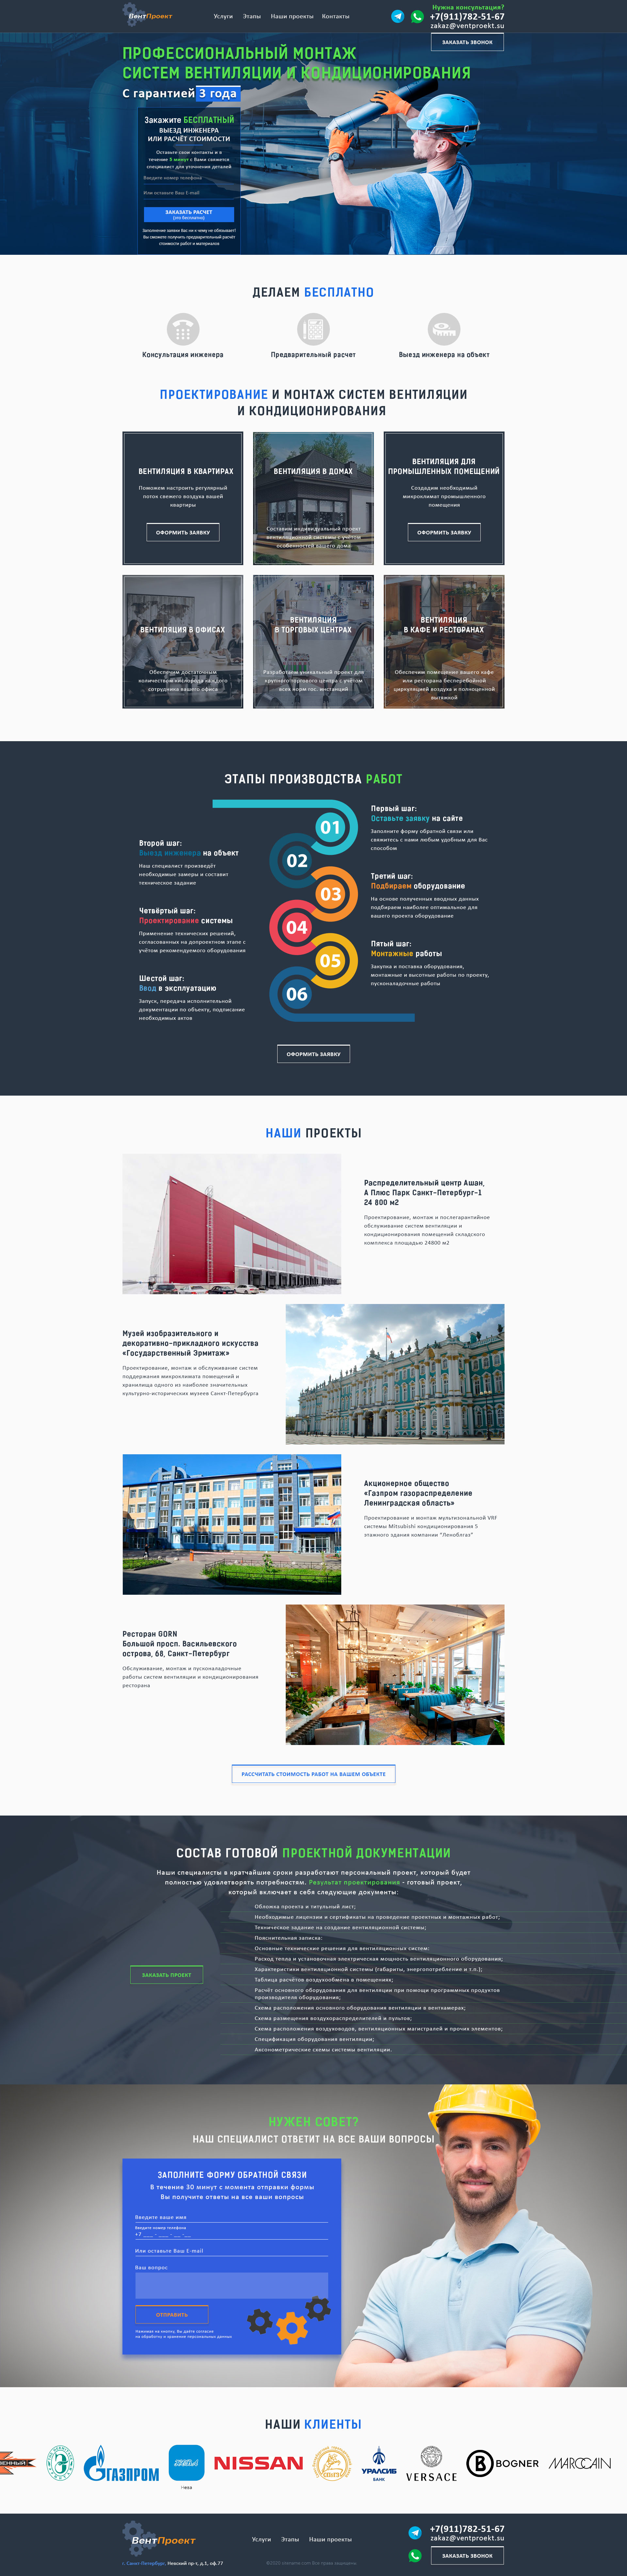 ВентПроект
Услуги Этапы Наши проекты Контакты
Нужна консультация?
+7(911)782-51-67
zakaz@ventproekt.su
ЗАКАЗАТЬ ЗВОНОК
ПРОФЕССИОНАЛЬНЫЙ МОНТАЖ
СИСТЕМ ВЕНТИЛЯЦИИ И КОНДИЦИОНИРОВАНИЯ
С гарантией 3 года
Закажите БЕСПЛАТНЫЙ
ВЫЕЗД ИНЖЕНЕРА
ИЛИ РАСЧЁТ СТОИМОСТИ
Оставьте свои контакты и в
течение 5 минут с Вами свяжется
специалист для уточнения деталей
Введите номер телефона
Или оставьте Ваш E-mail
ЗАКАЗАТЬ РАСЧЕТ
(это бесплатно)
Заполнение заявки Вас ни к чему не обязывает!
Вы сможете получить предварительный расчёт
стоимости работ и материалов
ДЕЛАЕМ БЕСПЛАТНО
Консультация инженера
Предварительный расчет
Выезд инженера на объект
ПРОЕКТИРОВАНИЕ И МОНТАЖ СИСТЕМ ВЕНТИЛЯЦИИ
И КОНДИЦИОНИРОВАНИЯ
ВЕНТИЛЯЦИЯ В КВАРТИРАХ
Поможем настроить регулярный
поток свежего воздуха вашей
квартиры
ОФОРМИТЬ ЗАЯВКУ
ВЕНТИЛЯЦИЯ В ДОМАХ
Составим индивидуальный проект
вентиляционной системы с учётом
особенностей вашего дома
ВЕНТИЛЯЦИЯ ДЛЯ
ПРОМЫШЛЕННЫХ ПОМЕЩЕНИЙ
Создадим необходимый
микроклимат промышленного
помещения
ОФОРМИТЬ ЗАЯВКУ
ВЕНТИЛЯЦИЯ В ОФИСАХ
Обеспечим достаточным
количеством кислорода каждого
сотрудника вашего офиса
ВЕНТИЛЯЦИЯ
В ТОРГОВЫХ ЦЕНТРАХ
Разработаем уникальный проект для
крупного торгового центра с учётом
всех норм гос. инстанций
ВЕНТИЛЯЦИЯ
В КАФЕ И РЕСТОРАНАХ
Обеспечим помещение вашего кафе
или ресторана бесперебойной
циркуляцией воздуха и полноценной
вытяжкой
ЭТАПЫ ПРОИЗВОДСТВА РАБОТ
01
Первый шаг:
Оставьте заявку на сайте
Заполните форму обратной связи или
свяжитесь с нами любым удобным для Вас
способом
02
Второй шаг:
Выезд инженера на объект
Наш специалист произведёт
необходимые замеры и составит
техническое задание
03
Третий шаг:
Подбираем оборудование
На основе полученных вводных данных
подбираем наиболее оптимальное для
вашего проекта оборудование
04
Четвёртый шаг:
Проектирование системы
Применение технических решений,
согласованных на допроектном этапе с
учётом рекомендуемого оборудования
05
Пятый шаг:
Монтажные работы
Закупка и поставка оборудования,
монтажные и высотные работы по проекту,
пусконаладочные работы
06
Шестой шаг:
Ввод в эксплуатацию
Запуск, передача исполнительной
документации по объекту, подписание
необходимых актов
ОФОРМИТЬ ЗАЯВКУ
НАШИ ПРОЕКТЫ
Распределительный центр Ашан,
А Плюс Парк Санкт-Петербург-1
24 800 м2
Проектирование, монтаж и послегарантийное
обслуживание систем вентиляции и
кондиционирования помещений складского
комплекса площадью 24800 м2
Музей изобразительного и
декоративно-прикладного искусства
«Государственный Эрмитаж»
Проектирование, монтаж и обслуживание систем
поддержания микроклимата помещений и
хранилища одного из наиболее значительных
культурно-исторических музеев Санкт-Петербурга
Акционерное общество
«Газпром газораспределение
Ленинградская область»
Проектирование и монтаж мультизональной VRF
системы Mitsubishi кондиционирования 5
этажного здания компании "Леноблгаз"
Ресторан GORN
Большой просп. Васильевского
острова, 68, Санкт-Петербург
Обслуживание, монтаж и пусконаладочные
работы систем вентиляции и кондиционирования
ресторана
РАССЧИТАТЬ СТОИМОСТЬ РАБОТ НА ВАШЕМ ОБЪЕКТЕ
СОСТАВ ГОТОВОЙ ПРОЕКТНОЙ ДОКУМЕНТАЦИИ
Наши специалисты в кратчайшие сроки разработают персональный проект, который будет
полностью удовлетворять потребностям. Результат проектирования - готовый проект,
который включает в себя следующие документы:
ЗАКАЗАТЬ ПРОЕКТ
Обложка проекта и титульный лист;
Необходимые лицензии и сертификаты на проведение проектных и монтажных работ;
Техническое задание на создание вентиляционной системы;
Пояснительная записка;
Основные технические решения для вентиляционных систем;
Расход тепла и установочная электрическая мощность вентиляционного оборудования;
Характеристики вентиляционной системы (габариты, энергопотребление и т.п.);
Таблица расчётов воздухообмена в помещениях;
Расчёт основного оборудования для вентиляции при помощи программных продуктов
производителя оборудования;
Схема расположения основного оборудования вентиляции в венткамерах;
Схема размещения воздухораспределителей и пультов;
Схема расположения воздуховодов, вентиляционных магистралей и прочих элементов;
Спецификация оборудования вентиляции;
Аксонометрические схемы системы вентиляции.
НУЖЕН СОВЕТ?
НАШ СПЕЦИАЛИСТ ОТВЕТИТ НА ВСЕ ВАШИ ВОПРОСЫ
ЗАПОЛНИТЕ ФОРМУ ОБРАТНОЙ СВЯЗИ
В течение 30 минут с момента отправки формы
Вы получите ответы на все ваши вопросы
Введите ваше имя
Введите номер телефона
+7 ___ - ___ - __ -__
Или оставьте Ваш E-mail
Ваш вопрос
ОТПРАВИТЬ
Нажимая на кнопку, Вы даёте согласие
на обработку и хранение персональных данных
НАШИ КЛИЕНТЫ
ГАЗПРОМ
NISSAN
УРАЛСИБ
БАНК
VERSACE
B BOGNER
MARCCAIN
Чека
ВентПроект
Услуги Этапы Наши проекты
+7(911)782-51-67
zakaz@ventproekt.su
г. Санкт-Петербург, Невский пр-т, д.1, оф.77
ЗАКАЗАТЬ ЗВОНОК